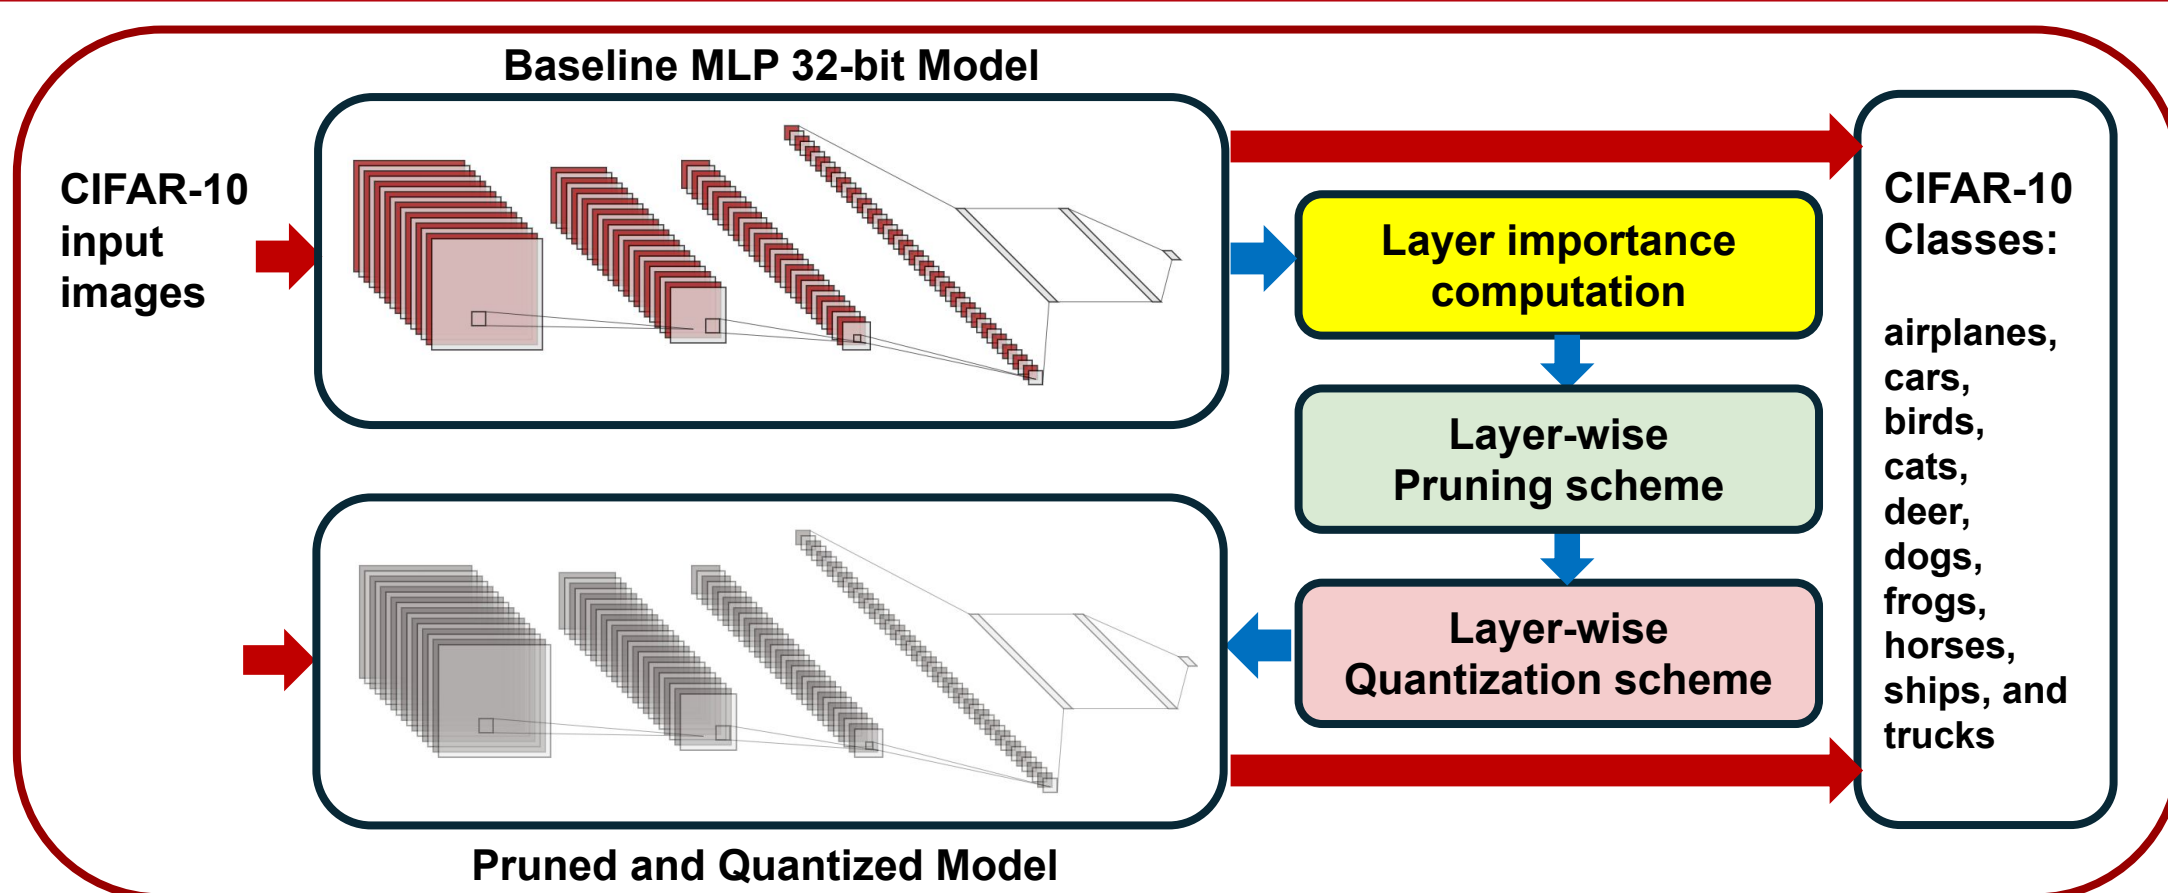 Baseline MLP 32-bit Model
CIFAR-10
input
images
Layer importance
computation
Layer-wise
Pruning scheme
Layer-wise
Quantization scheme
CIFAR-10
Classes:
airplanes,
cars,
birds,
cats,
deer,
dogs,
frogs,
horses,
ships, and
trucks
Pruned and Quantized Model